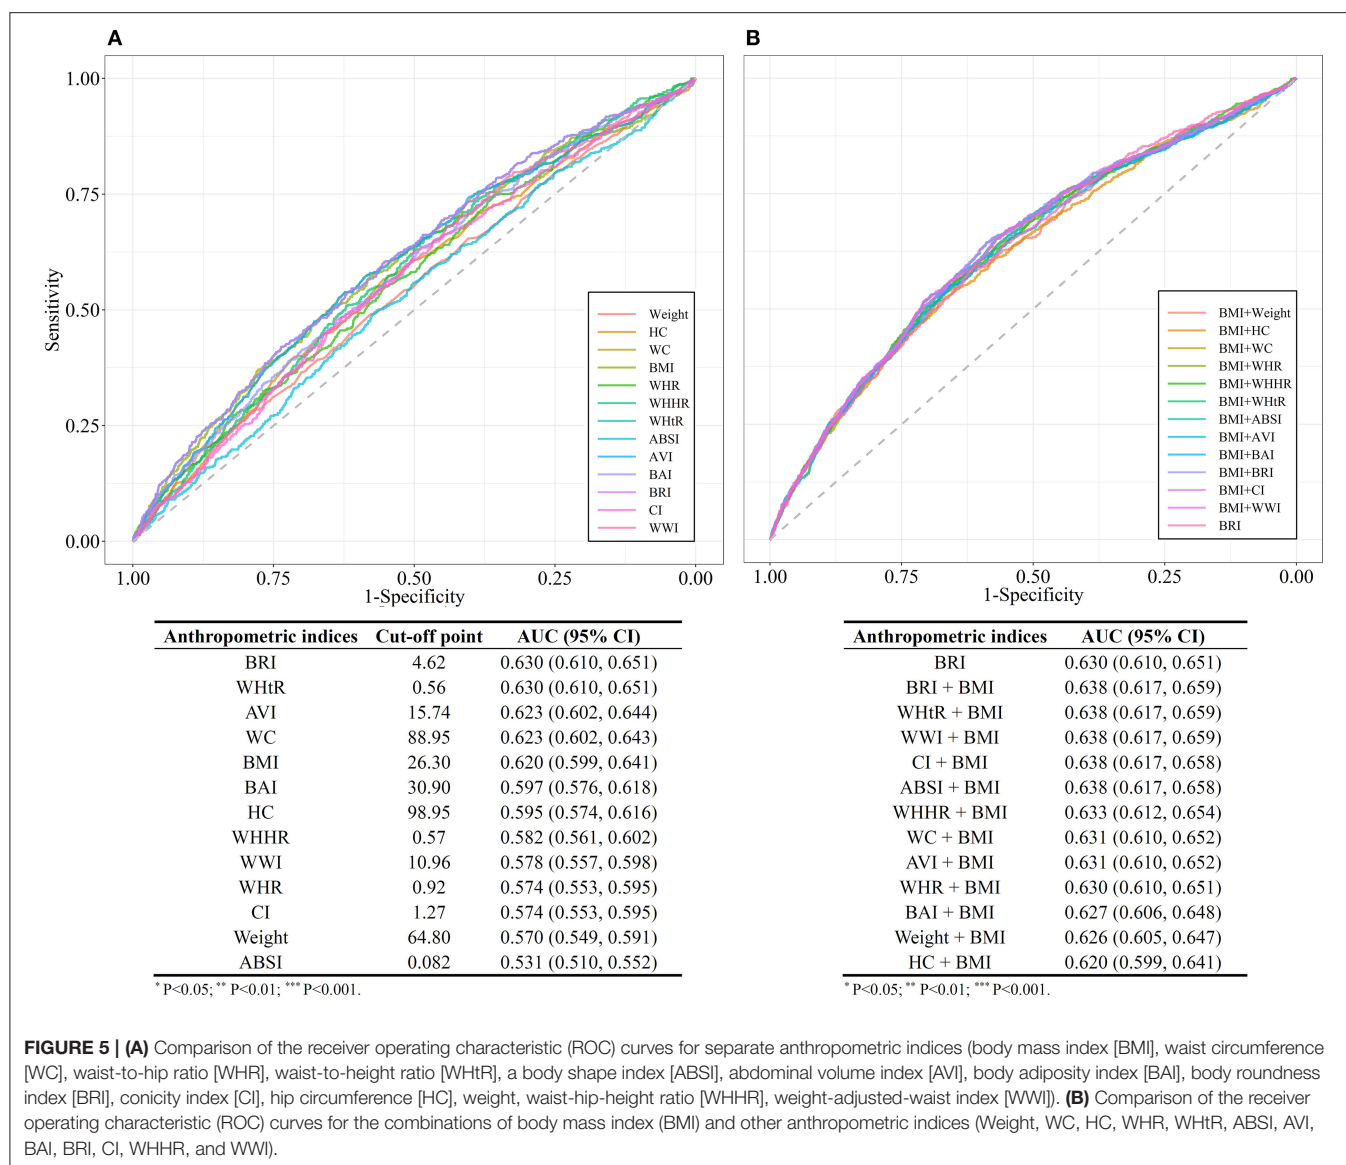 A
B
1.00
0.75
0.50
0.25
0.00
Sensitivity
1.00
0.75
0.50
0.25
0.00
1-Specificity
Weight
HC
WC
BMI
WHR
WHHR
WHtR
ABSI
AVI
BAI
BRI
CI
WWI
1.00
0.75
0.50
0.25
0.00
1-Specificity
BMI+Weight
BMI+HC
BMI+WC
BMI+WHR
BMI+WHHR
BMI+WHtR
BMI+ABSI
BMI+AVI
BMI+BAI
BMI+BRI
BMI+CI
BMI+WWI
BRI
Anthropometric indices Cut-off point AUC (95% CI)
BRI 4.62 0.630 (0.610, 0.651)
WHtR 0.56 0.630 (0.610, 0.651)
AVI 15.74 0.623 (0.602, 0.644)
WC 88.95 0.623 (0.602, 0.643)
BMI 26.30 0.620 (0.599, 0.641)
BAI 30.90 0.597 (0.576, 0.618)
HC 98.95 0.595 (0.574, 0.616)
WHHR 0.57 0.582 (0.561, 0.602)
WWI 10.96 0.578 (0.557, 0.598)
WHR 0.92 0.574 (0.553, 0.595)
CI 1.27 0.574 (0.553, 0.595)
Weight 64.80 0.570 (0.549, 0.591)
ABSI 0.082 0.531 (0.510, 0.552)
* P<0.05; ** P<0.01; *** P<0.001.
Anthropometric indices AUC (95% CI)
BRI 0.630 (0.610, 0.651)
BRI + BMI 0.638 (0.617, 0.659)
WHtR + BMI 0.638 (0.617, 0.659)
WWI + BMI 0.638 (0.617, 0.659)
CI + BMI 0.638 (0.617, 0.658)
ABSI + BMI 0.638 (0.617, 0.658)
WHHR + BMI 0.633 (0.612, 0.654)
WC + BMI 0.631 (0.610, 0.652)
AVI + BMI 0.631 (0.610, 0.652)
WHR + BMI 0.630 (0.610, 0.651)
BAI + BMI 0.627 (0.606, 0.648)
Weight + BMI 0.626 (0.605, 0.647)
HC + BMI 0.620 (0.599, 0.641)
* P<0.05; ** P<0.01; *** P<0.001.
FIGURE 5 | (A) Comparison of the receiver operating characteristic (ROC) curves for separate anthropometric indices (body mass index [BMI], waist circumference
[WC], waist-to-hip ratio [WHR], waist-to-height ratio [WHtR], a body shape index [ABSI], abdominal volume index [AVI], body adiposity index [BAI], body roundness
index [BRI], conicity index [CI], hip circumference [HC], weight, waist-hip-height ratio [WHHR], weight-adjusted-waist index [WWI]). (B) Comparison of the receiver
operating characteristic (ROC) curves for the combinations of body mass index (BMI) and other anthropometric indices (Weight, WC, HC, WHR, WHtR, ABSI, AVI,
BAI, BRI, CI, WHHR, and WWI).